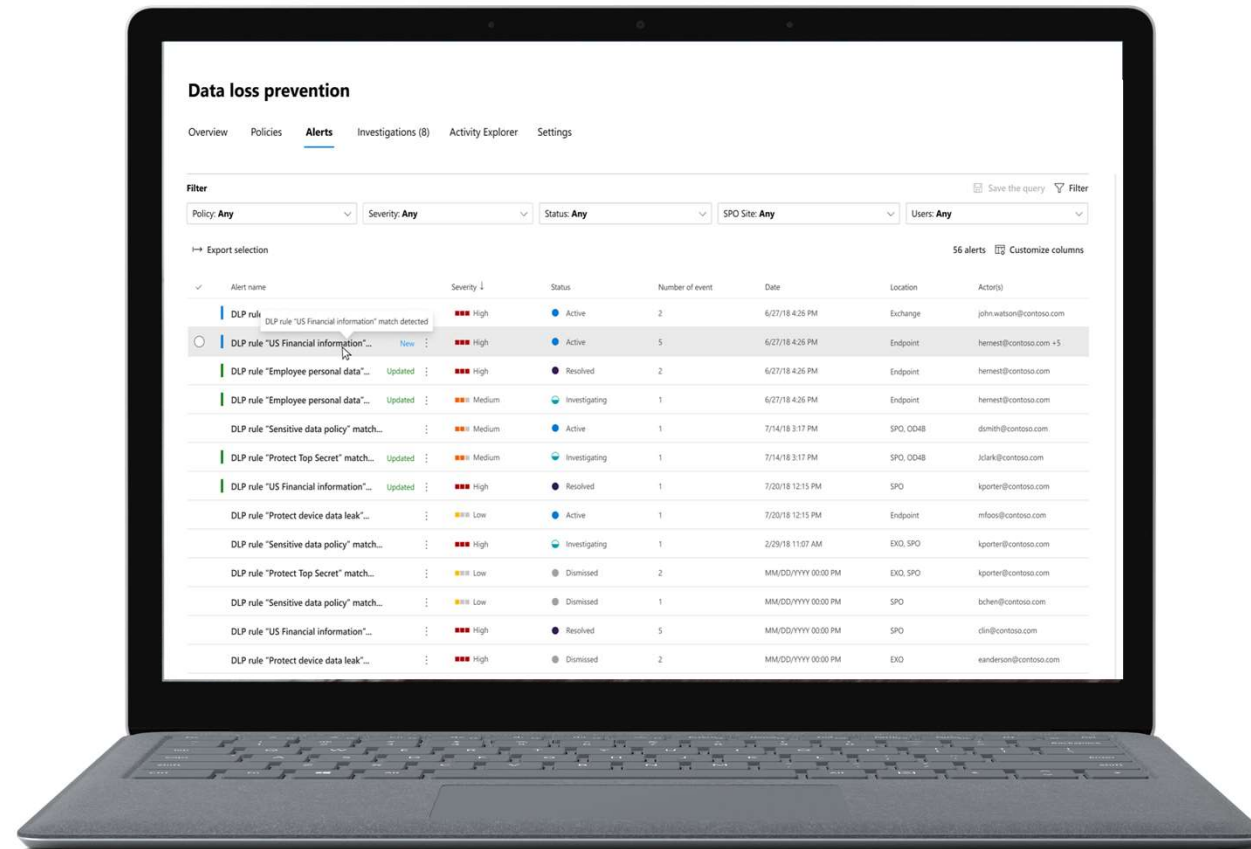 Data loss prevention
Overview Policies Alerts Investigations (8) Activity Explorer Settings
Filter Save the query Filter
Policy: Any Severity: Any Status: Any SPO Site: Any Users: Any
Export selection 56 alerts Customize columns
Alert name Severity Status Number of event Date Location Actor(s)
DLP rule High Active 2 6/27/18 4:26 PM Exchange john.watson@contoso.com
DLP rule "US Financial information" match detected
DLP rule "US Financial information"... New High Active 5 6/27/18 4:26 PM Endpoint hernest@contoso.com +5
DLP rule "Employee personal data"... Updated High Resolved 2 6/27/18 4:26 PM Endpoint hernest@contoso.com
DLP rule "Employee personal data"... Updated Medium Investigating 1 6/27/18 4:26 PM Endpoint hernest@contoso.com
DLP rule "Sensitive data policy" match... Medium Active 1 7/14/18 3:17 PM SPO, OD4B dsmith@contoso.com
DLP rule "Protect Top Secret" match... Updated Medium Investigating 1 7/14/18 3:17 PM SPO, OD4B Jclark@contoso.com
DLP rule "US Financial information"... Updated High Resolved 1 7/20/18 12:15 PM SPO kporter@contoso.com
DLP rule "Protect device data leak"... Low Active 1 7/20/18 12:15 PM Endpoint mfoos@contoso.com
DLP rule "Sensitive data policy" match... High Investigating 1 2/29/18 11:07 AM EXO, SPO kporter@contoso.com
DLP rule "Protect Top Secret" match... Low Dismissed 2 MM/DD/YYYY 00:00 PM EXO, SPO kporter@contoso.com
DLP rule "Sensitive data policy" match... Low Dismissed 1 MM/DD/YYYY 00:00 PM SPO bchen@contoso.com
DLP rule "US Financial information"... High Resolved 5 MM/DD/YYYY 00:00 PM SPO clin@contoso.com
DLP rule "Protect device data leak"... High Dismissed 2 MM/DD/YYYY 00:00 PM EXO eanderson@contoso.com